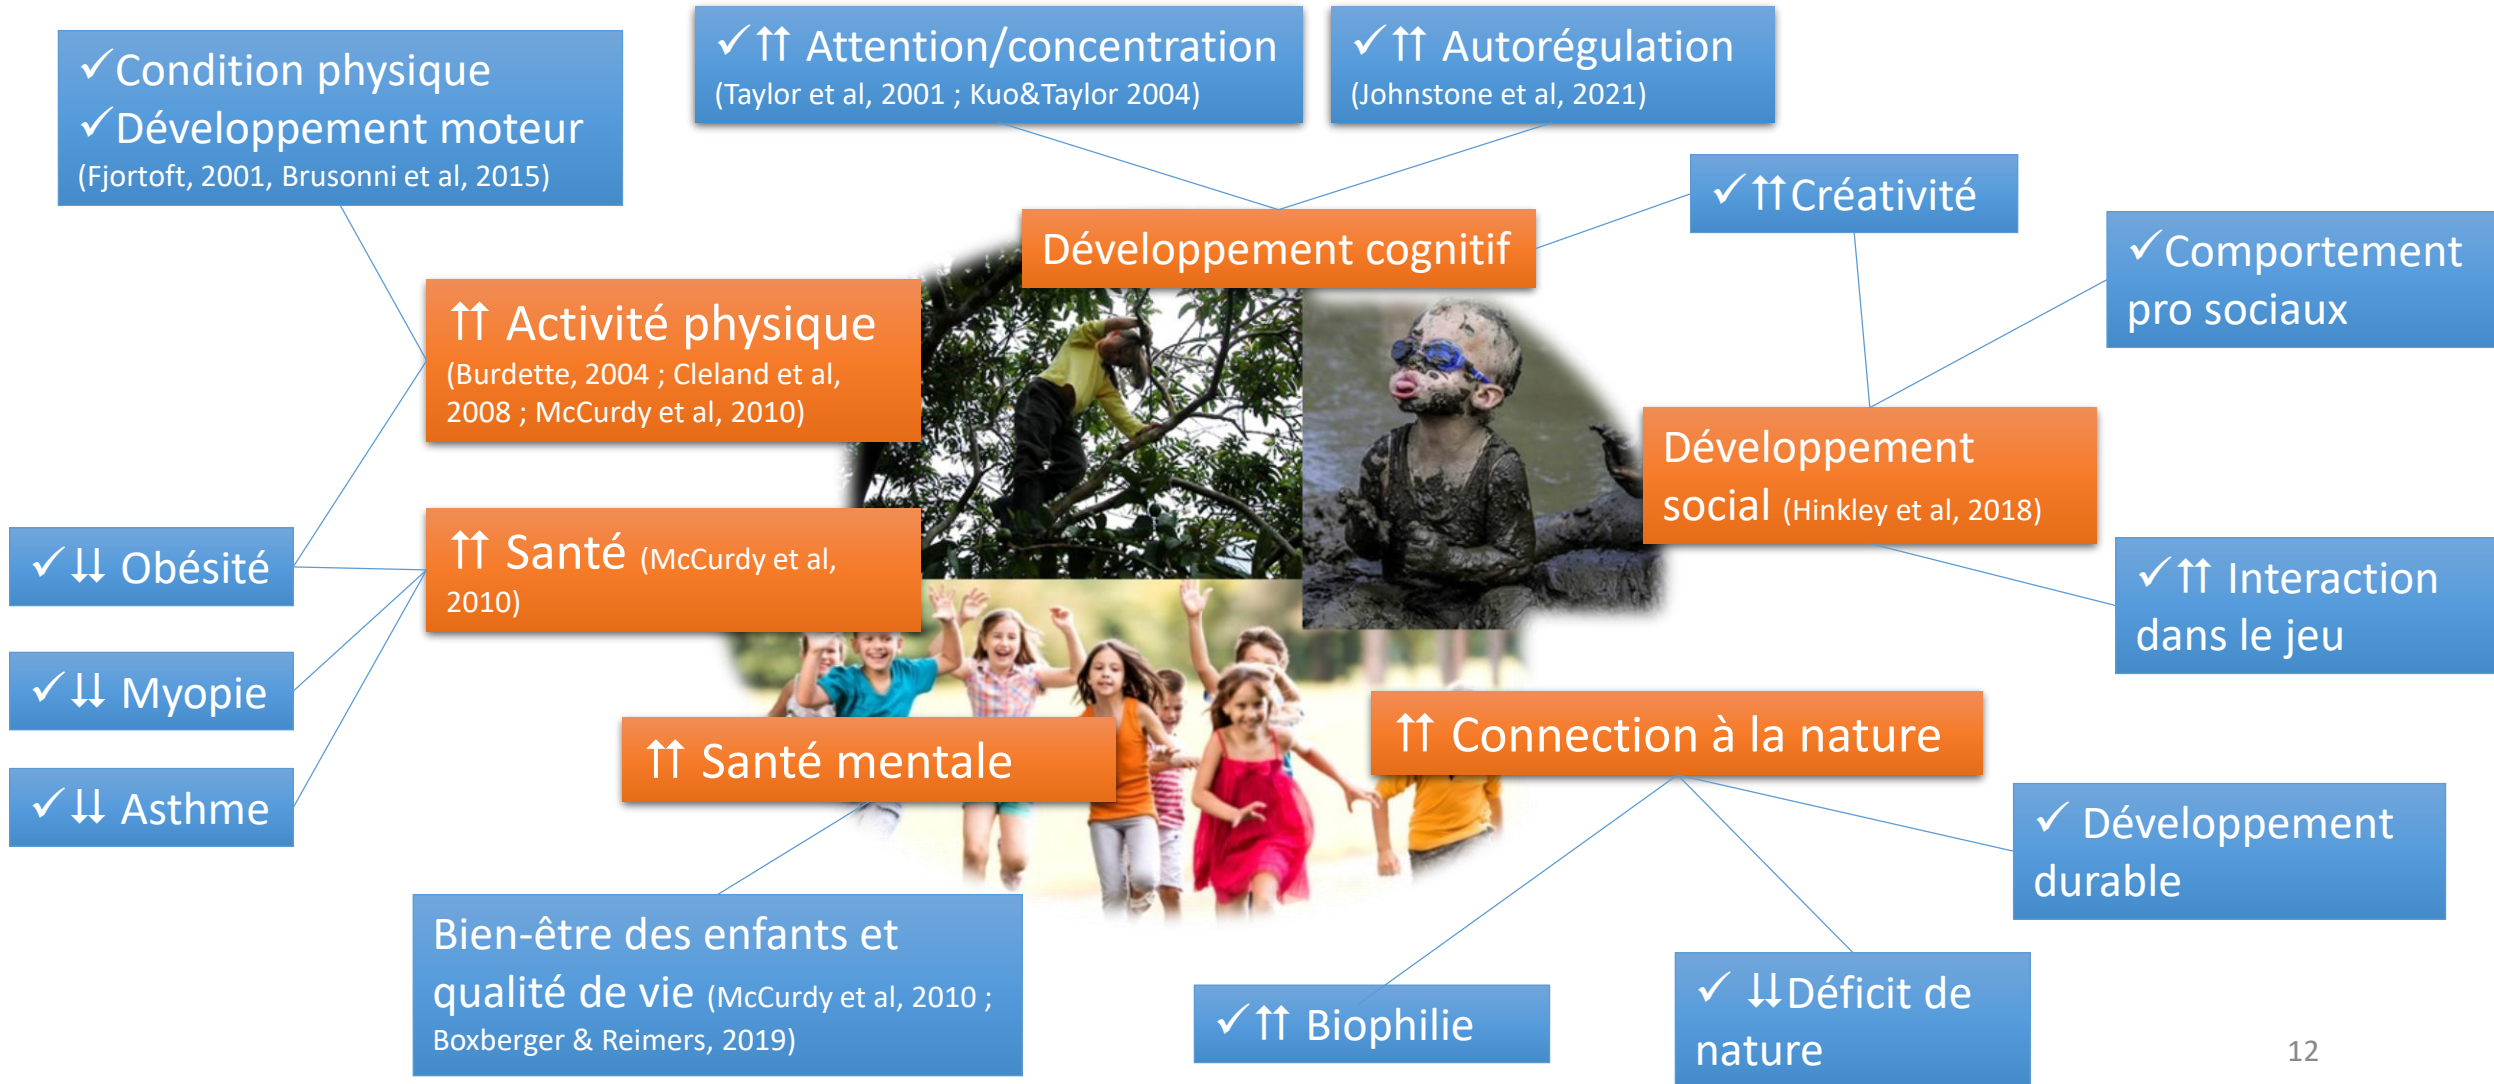 ✓Condition physique
✓Développement moteur
(Fjortoft, 2001, Brusonni et al, 2015)
✓⇈ Attention/concentration
(Taylor et al, 2001 ; Kuo&Taylor 2004)
✓⇈ Autorégulation
(Johnstone et al, 2021)
✓⇈Créativité
Développement cognitif
✓Comportement
pro sociaux
⇈ Activité physique
(Burdette, 2004 ; Cleland et al,
2008 ; McCurdy et al, 2010)
Développement
social (Hinkley et al, 2018)
⇈ Santé (McCurdy et al,
2010)
✓⇊ Obésité
✓⇈ Interaction
dans le jeu
✓⇊ Myopie
⇈ Santé mentale
⇈ Connection à la nature
✓⇊ Asthme
✓ Développement
durable
Bien-être des enfants et
qualité de vie (McCurdy et al, 2010 ;
Boxberger & Reimers, 2019)
✓⇈ Biophilie
✓ ⇊Déficit de
nature
12